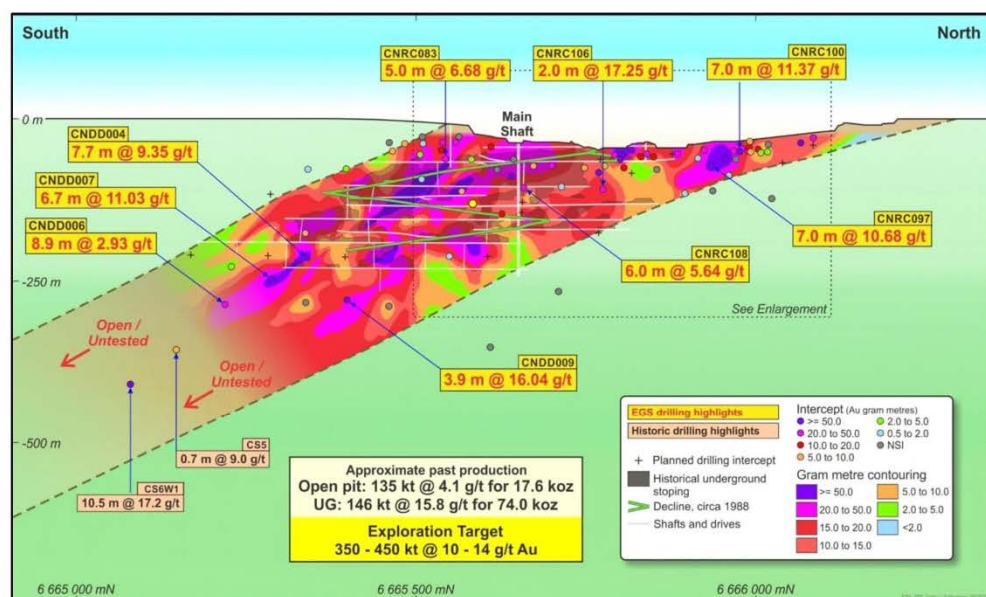 South
North
CNRC083
5.0 m @ 6.68 g/t
CNRC106
2.0 m @ 17.25 g/t
CNRC100
7.0 m @ 11.37 g/t
0 m
Main
Shaft
CNDD004
7.7 m @ 9.35 g/t
CNDD007
6.7 m @ 11.03 g/t
CNDD006
8.9 m @ 2.93 g/t
CNRC097
7.0 m @ 10.68 g/t
CNRC108
6.0 m @ 5.64 g/t
-250 m
See Enlargement
Open /
Untested
Open /
Untested
CNDD009
3.9 m @ 16.04 g/t
-500 m
CS5
0.7 m @ 9.0 g/t
CS6W1
10.5 m @ 17.2 g/t
Approximate past production
Open pit: 135 kt @ 4.1 g/t for 17.6 koz
UG: 146 kt @ 15.8 g/t for 74.0 koz
Exploration Target
350 - 450 kt @ 10 - 14 g/t Au
EGS drilling highlights
Historic drilling highlights
Planned drilling intercept
Historical underground
stoping
Decline, circa 1988
Shafts and drives
Intercept (Au gram metres)
>= 50.0
20.0 to 50.0
10.0 to 20.0
5.0 to 10.0
2.0 to 5.0
0.5 to 2.0
NSI
Gram metre contouring
>= 50.0
20.0 to 50.0
15.0 to 20.0
10.0 to 15.0
5.0 to 10.0
2.0 to 5.0
<2.0
6 665 000 mN
6 665 500 mN
6 666 000 mN